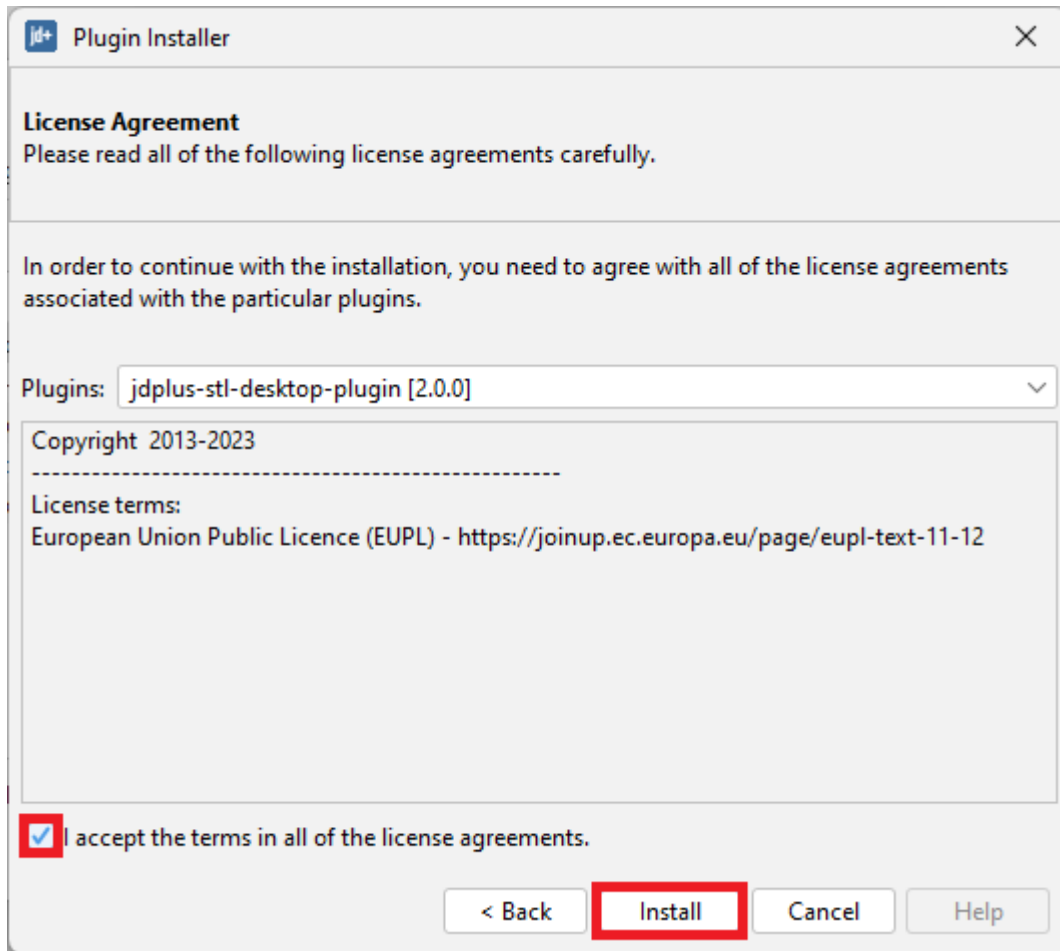 jd+ Plugin Installer
License Agreement
Please read all of the following license agreements carefully.
In order to continue with the installation, you need to agree with all of the license agreements
associated with the particular plugins.
Plugins: jdplus-stl-desktop-plugin [2.0.0]
Copyright 2013-2023
-----------------------------------------------------
License terms:
European Union Public Licence (EUPL) - https://joinup.ec.europa.eu/page/eupl-text-11-12
I accept the terms in all of the license agreements.
< Back Install Cancel Help